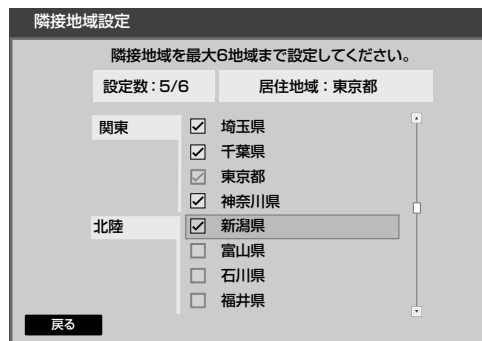 隣接地域設定
隣接地域を最大6地域まで設定してください。
設定数：5/6 居住地域：東京都
関東 埼玉県
千葉県
東京都
神奈川県
北陸 新潟県
富山県
石川県
福井県
戻る